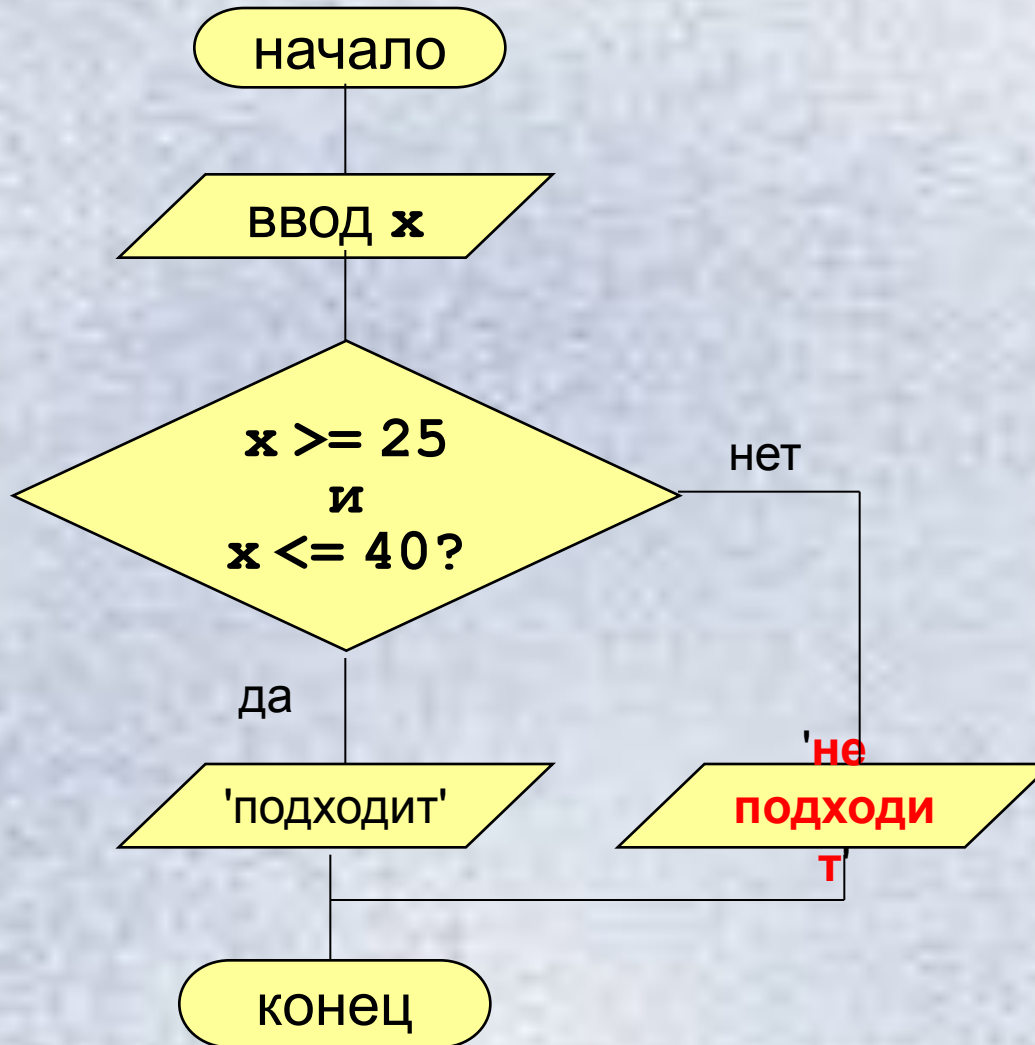 начало
ввод x
x >= 25
и
x <= 40?
нет
да
'подходит'
'не
подходи
т'
конец